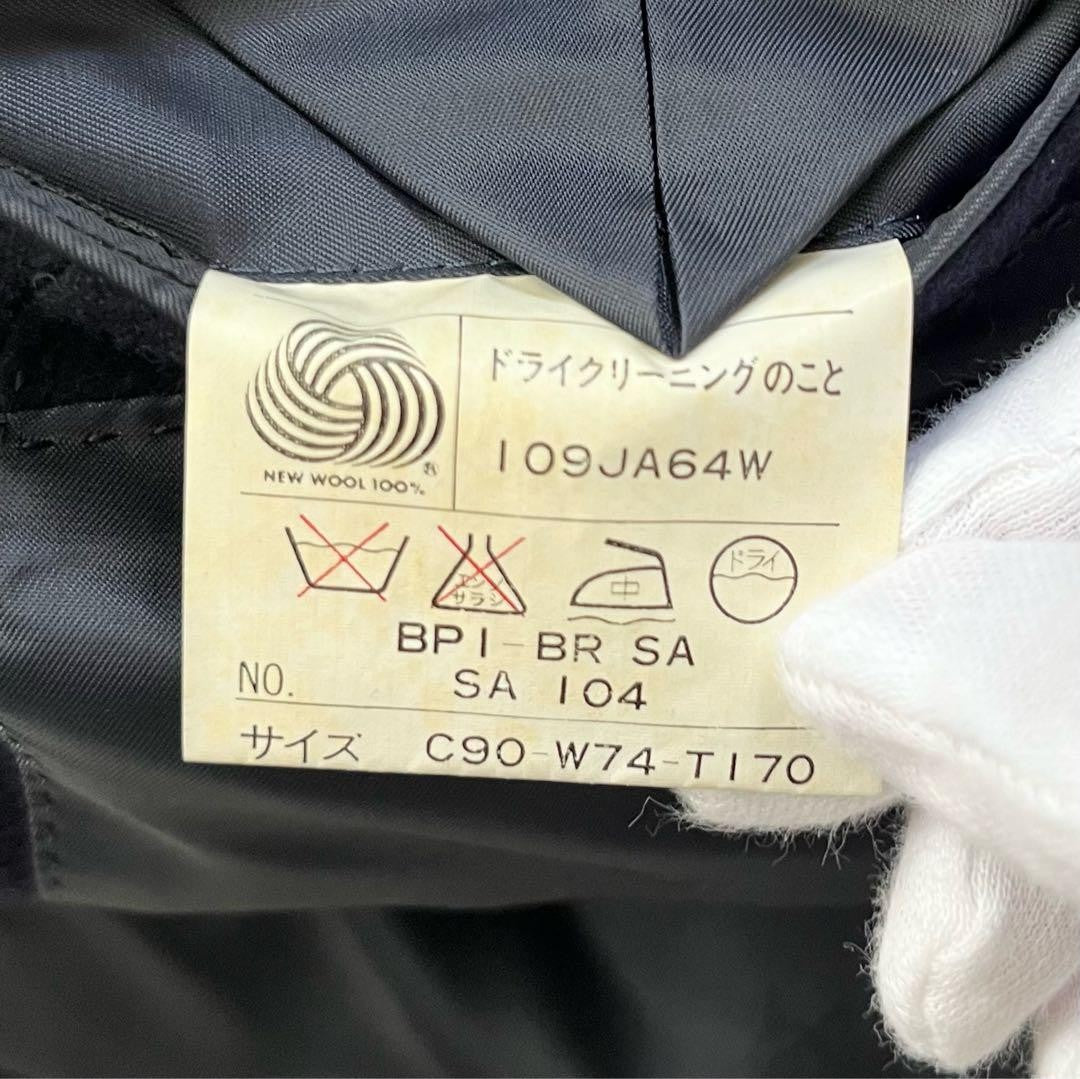 ドライクリーニングのこと
109JA64W
®
NEW WOOL 100%
エンソ
サラシ
中
ドライ
BP1-BR SA
NO. SA 104
サイズ C90-W74-T170